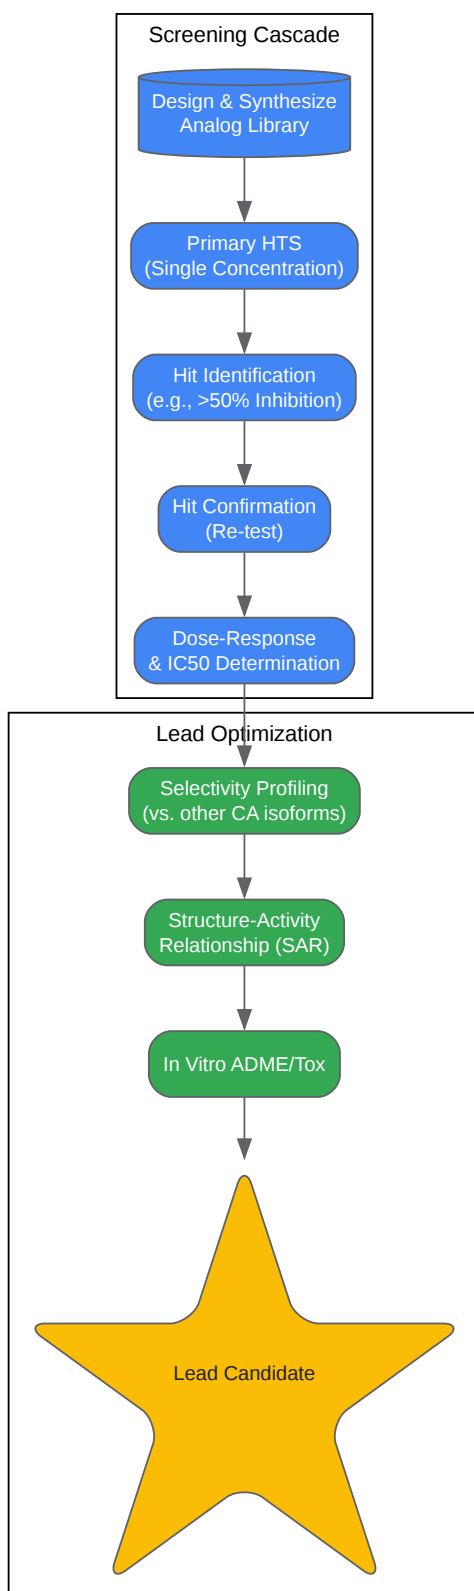 Screening Cascade
Design & Synthesize
Analog Library
Primary HTS
(Single Concentration)
Hit Identification
(e.g., >50% Inhibition)
Hit Confirmation
(Re-test)
Dose-Response
& IC50 Determination
Lead Optimization
Selectivity Profiling
(vs. other CA isoforms)
Structure-Activity
Relationship (SAR)
In Vitro ADME/Tox
Lead Candidate